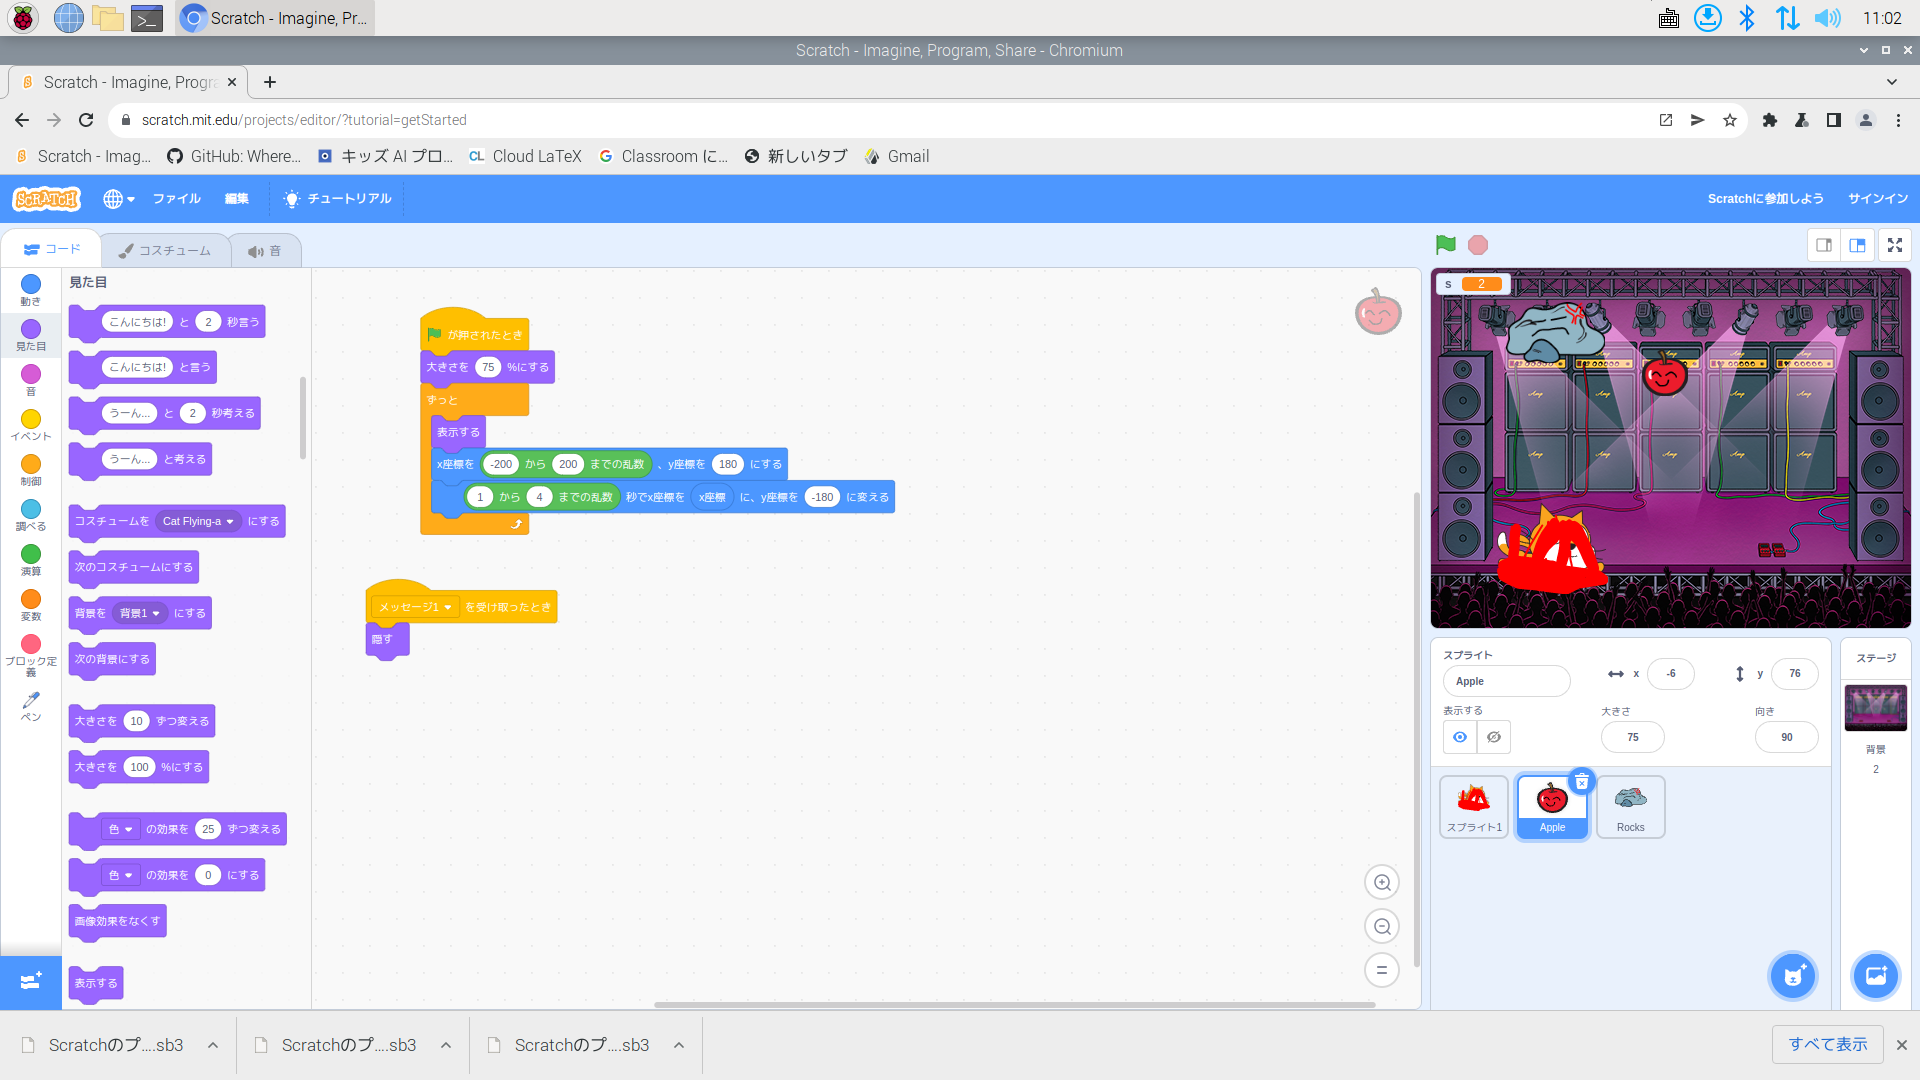 Scratch - Imagine, Pr...
11:02
Scratch - Imagine, Program, Share - Chromium
Scratch - Imagine, Progra
scratch.mit.edu/projects/editor/?tutorial=getStarted
Scratch - Imag...
GitHub: Where...
キッズ AI プロ...
CL Cloud LaTeX
Classroom に...
新しいタブ
Gmail
SCRATCH
ファイル
編集
チュートリアル
Scratchに参加しよう
サインイン
コード
コスチューム
音
動き
見た目
音
イベント
制御
調べる
演算
変数
ブロック定義
ペン
見た目
こんにちは! と 2 秒言う
こんにちは! と言う
うーん... と 2 秒考える
うーん... と考える
コスチュームを Cat Flying-a にする
次のコスチュームにする
背景を 背景1 にする
次の背景にする
大きさを 10 ずつ変える
大きさを 100 %にする
色 の効果を 25 ずつ変える
色 の効果を 0 にする
画像効果をなくす
表示する
が押されたとき
大きさを 75 %にする
ずっと
表示する
x座標を -200 から 200 までの乱数 、y座標を 180 にする
1 から 4 までの乱数 秒でx座標を x座標 に、y座標を -180 に変える
メッセージ1 を受け取ったとき
隠す
s 2
スプライト
Apple
x -6
y 76
表示する
大きさ
75
向き
90
スプライト1
Apple
Rocks
ステージ
背景
2
Scratchのプ....sb3
Scratchのプ....sb3
Scratchのプ....sb3
すべて表示